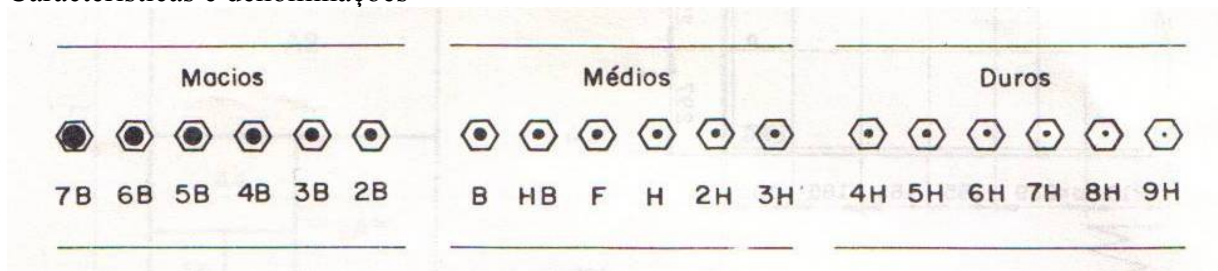 Características e denominações
Macios Médios Duros
7B 6B 5B 4B 3B 2B B HB F H 2H 3H 4H 5H 6H 7H 8H 9H